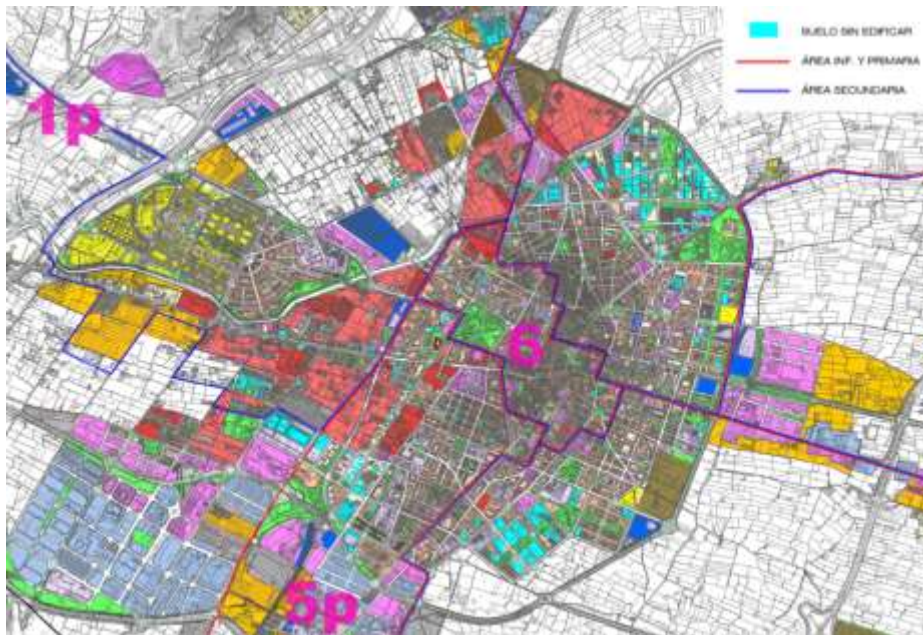 SUELO SIN EDIFICAR
ÁREA INF. Y PRIMARIA
ÁREA SECUNDARIA
1p
6
5p